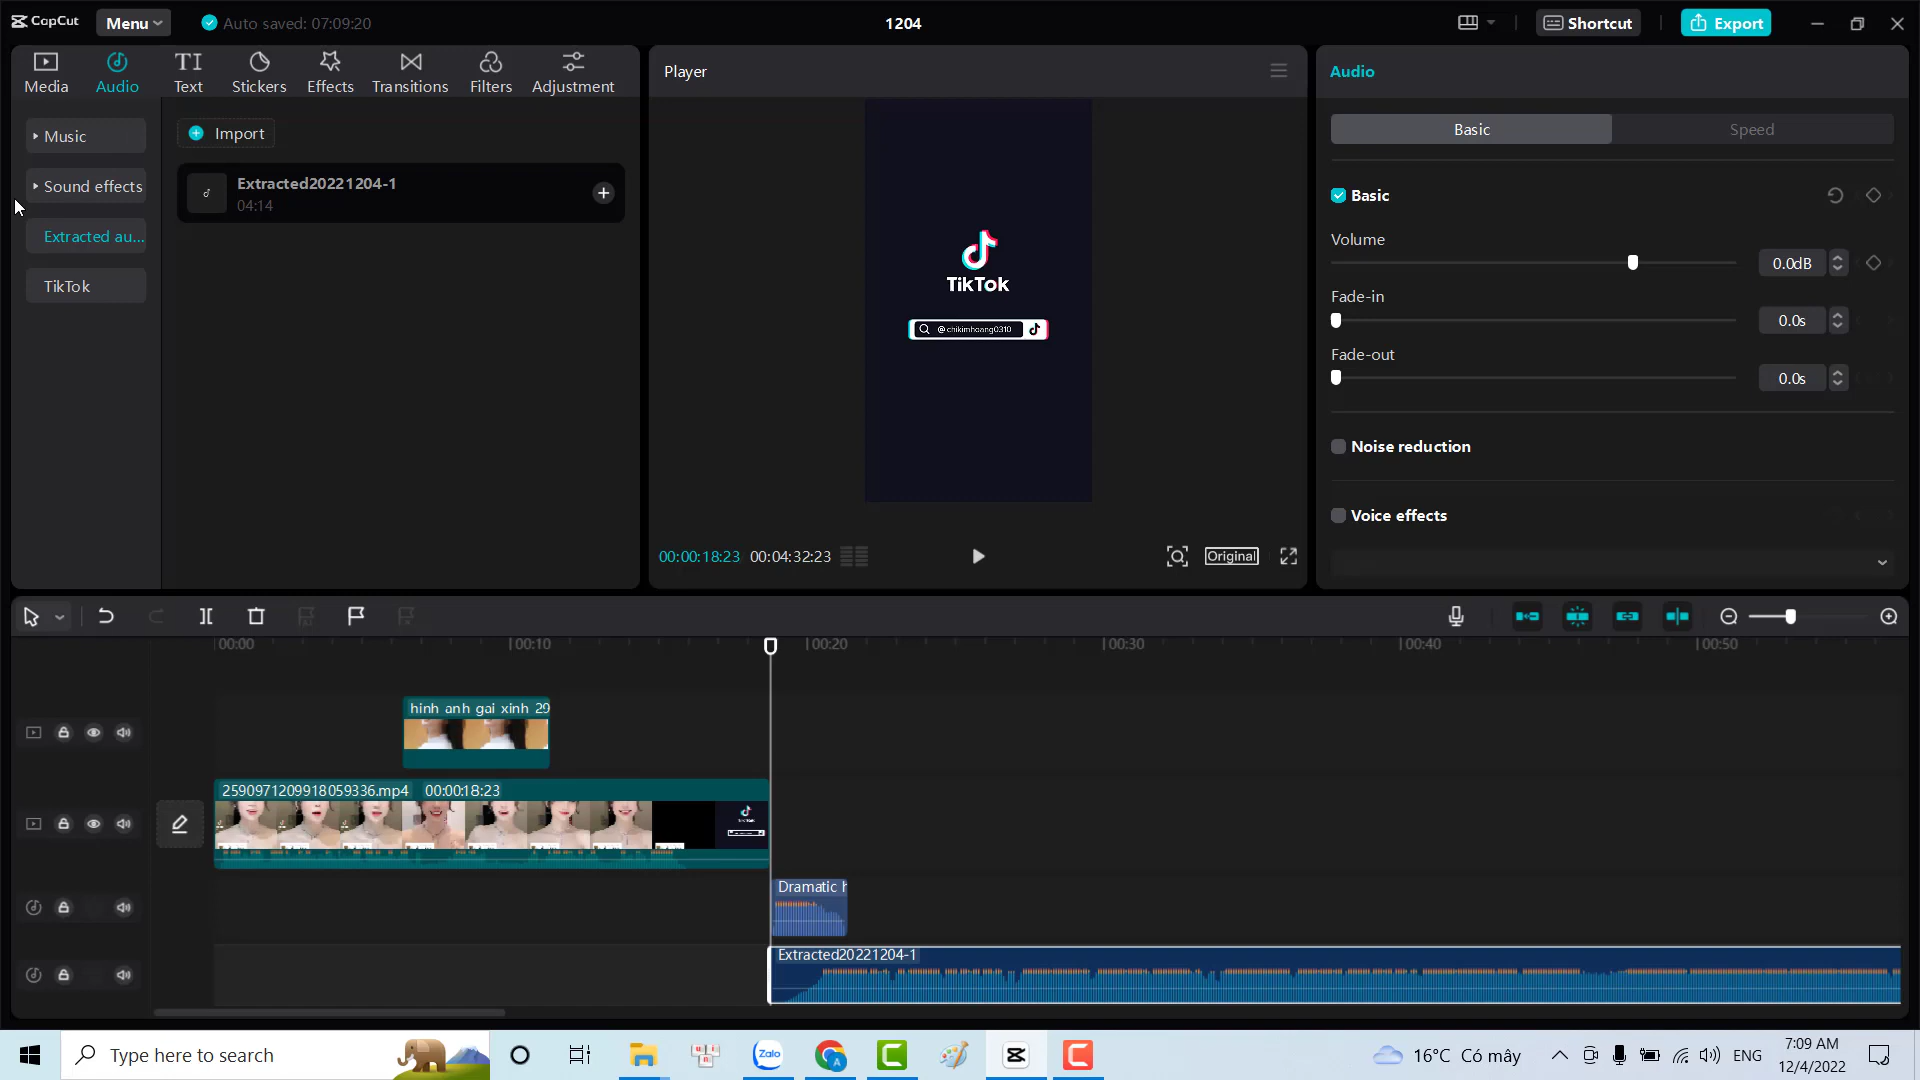 CapCut
Menu
Auto saved: 07:09:20
1204
Shortcut
Export
Media
Audio
Text
Stickers
Effects
Transitions
Filters
Adjustment
Music
Sound effects
Extracted au...
TikTok
Import
Extracted20221204-1
04:14
Player
TikTok
@chikimhoang0310
00:00:18:23
00:04:32:23
Original
Audio
Basic
Speed
Basic
Volume
0.0dB
Fade-in
0.0s
Fade-out
0.0s
Noise reduction
Voice effects
00:00
00:10
00:20
00:30
00:40
00:50
hinh anh gai xinh 29
2590971209918059336.mp4 00:00:18:23
Dramatic h
Extracted20221204-1
Type here to search
Zalo
16°C Có mây
ENG
7:09 AM
12/4/2022